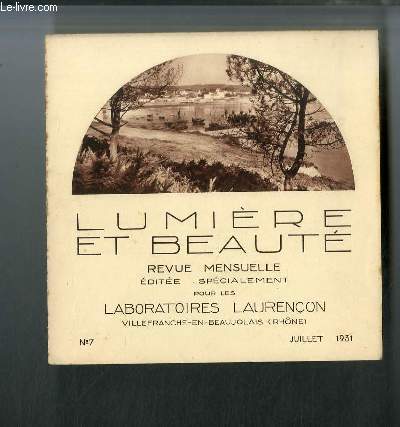 Le-livre.com
LUMIÈRE
ET BEAUTÉ
REVUE MENSUELLE
ÉDITÉE SPÉCIALEMENT
POUR LES
LABORATOIRES LAURENÇON
VILLEFRANCHE-EN-BEAUJOLAIS (RHÔNE)
N°7 JUILLET 1931